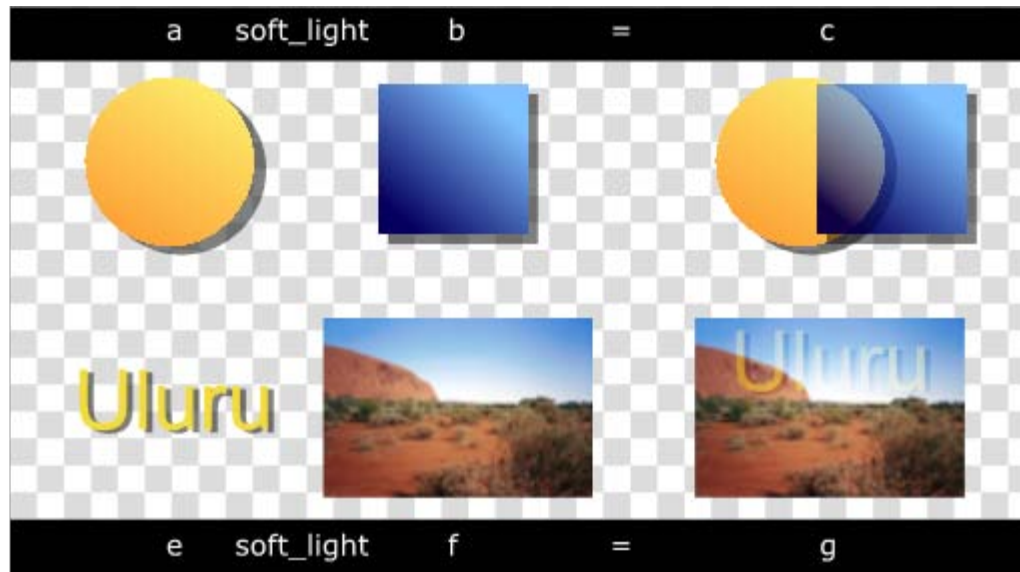 a soft_light b = c
Uluru
Uluru
e soft_light f = g